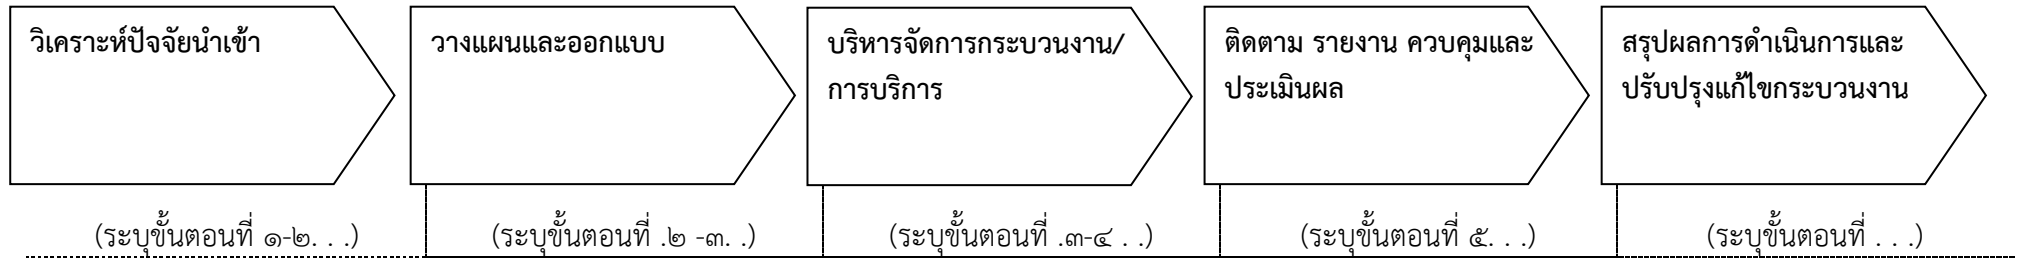 วิเคราะห์ปัจจัยนำเข้า
วางแผนและออกแบบ
บริหารจัดการกระบวนงาน/
การบริการ
ติดตาม รายงาน ควบคุมและ
ประเมินผล
สรุปผลการดำเนินการและ
ปรับปรุงแก้ไขกระบวนงาน
(ระบุขั้นตอนที่ ๑-๒. . .)
(ระบุขั้นตอนที่ .๒ -๓. .)
(ระบุขั้นตอนที่ .๓-๔ . .)
(ระบุขั้นตอนที่ ๕. . .)
(ระบุขั้นตอนที่ . . .)